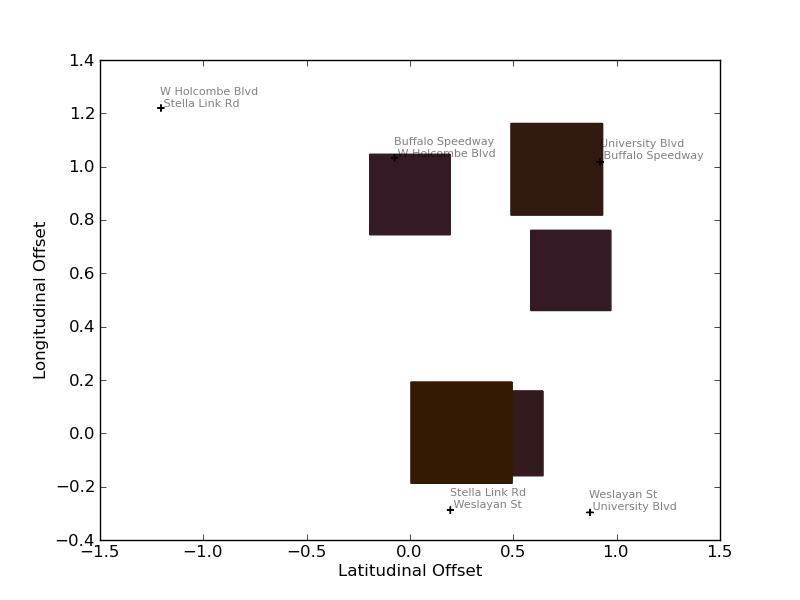 1.4
W Holcombe Blvd
Stella Link Rd
1.2
Buffalo Speedway
W Holcombe Blvd
University Blvd
Buffalo Speedway
1.0
0.8
0.6
0.4
0.2
0.0
−0.2
Stella Link Rd
Weslayan St
Weslayan St
University Blvd
−0.4
−1.5 −1.0 −0.5 0.0 0.5 1.0 1.5
Latitudinal Offset
Longitudinal Offset